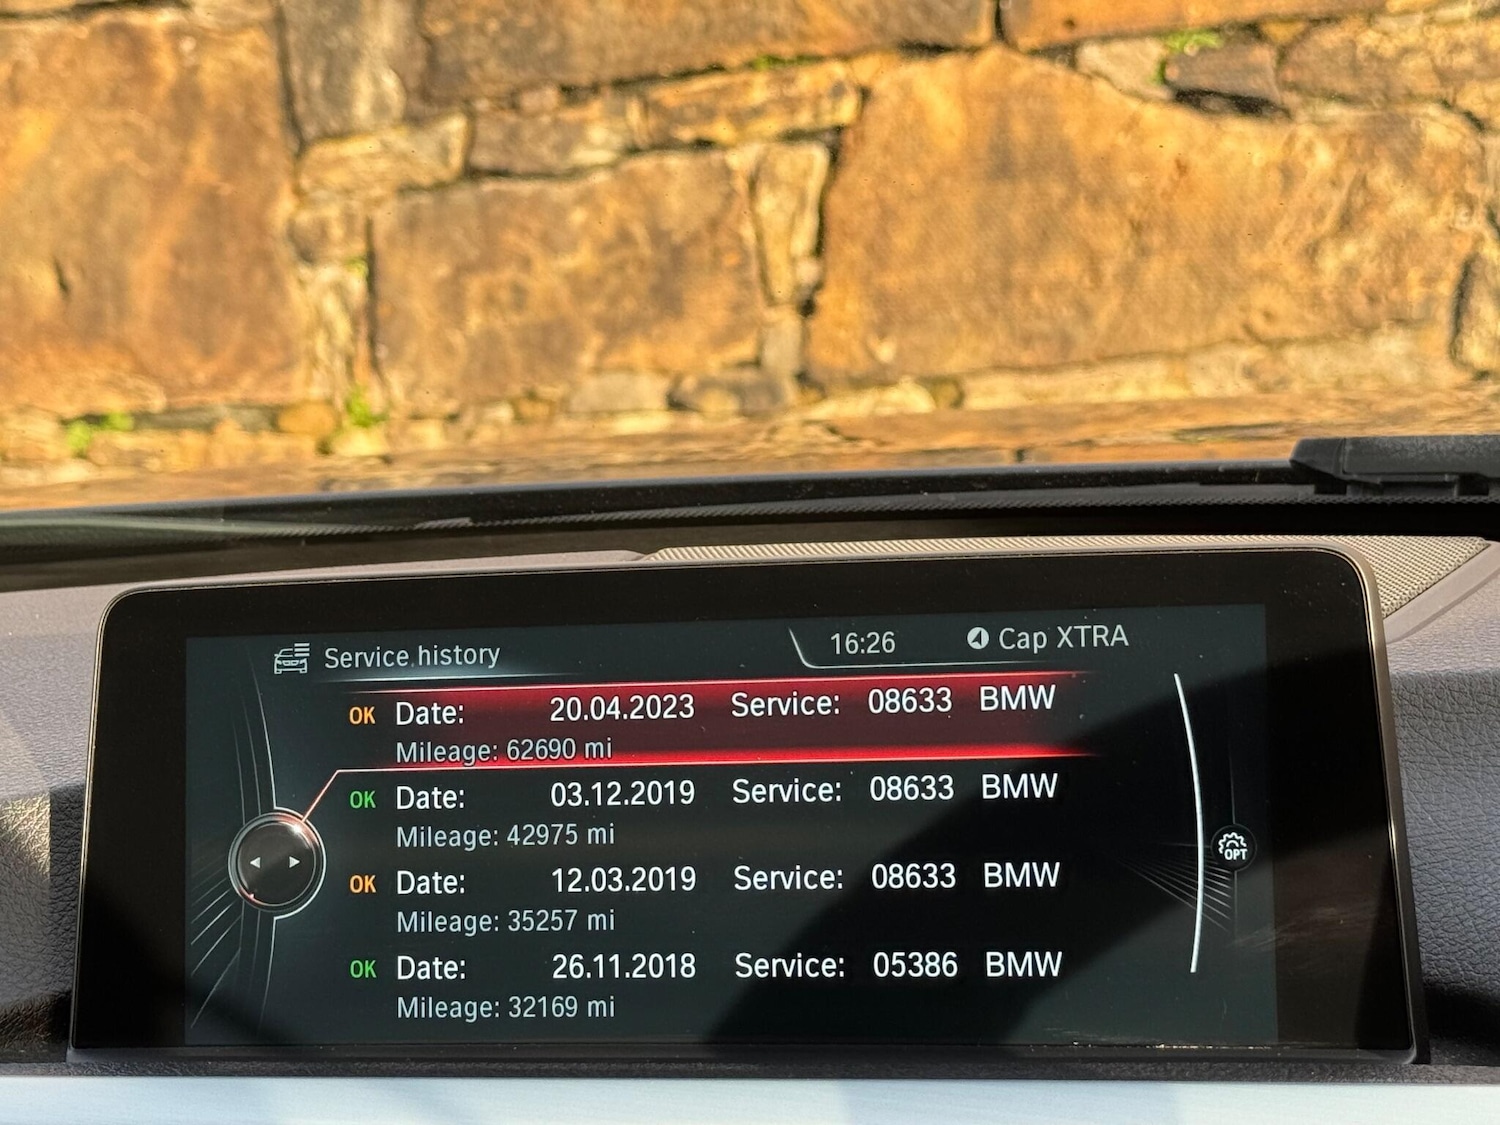 Service history 16:26 Cap XTRA
OK Date: 20.04.2023 Service: 08633 BMW
Mileage: 62690 mi
OK Date: 03.12.2019 Service: 08633 BMW
Mileage: 42975 mi
OK Date: 12.03.2019 Service: 08633 BMW
Mileage: 35257 mi
OPT
OK Date: 26.11.2018 Service: 05386 BMW
Mileage: 32169 mi